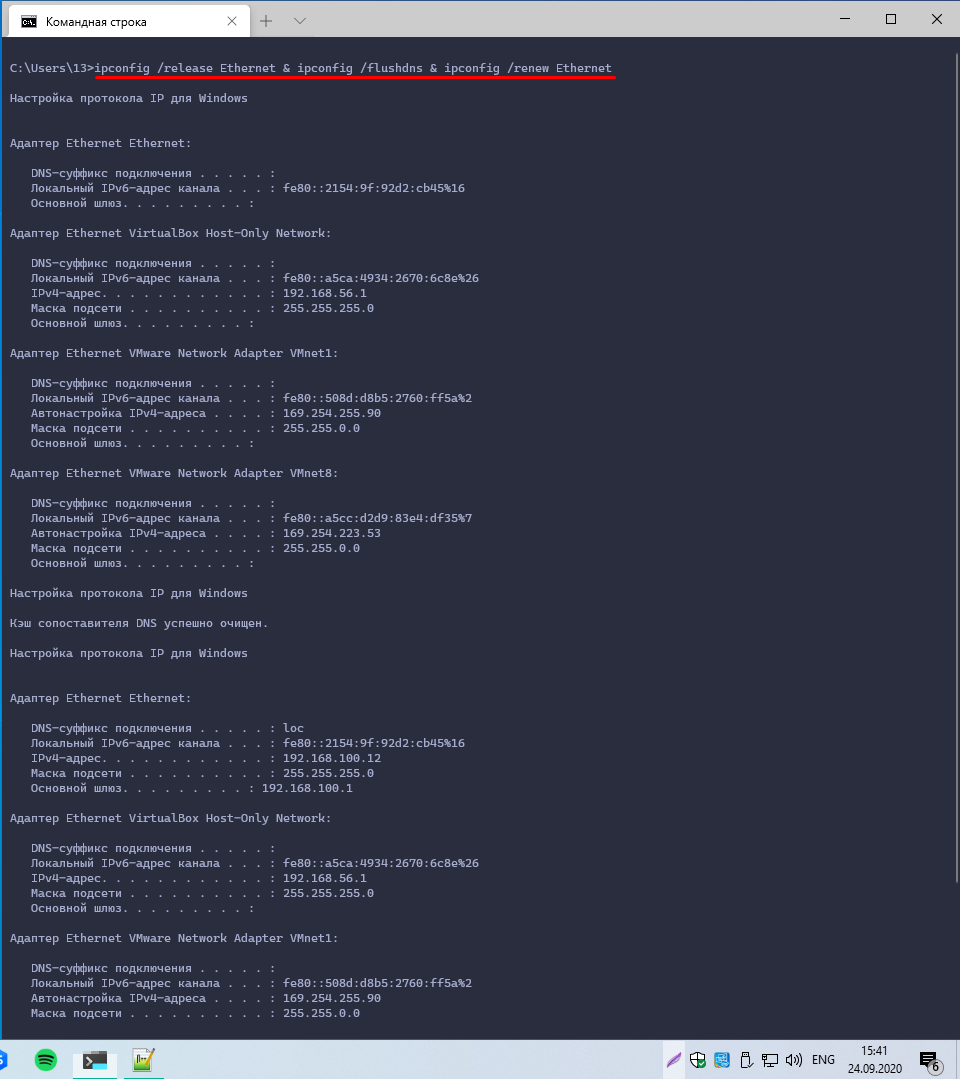 Командная строка
C:\Users\13>ipconfig /release Ethernet & ipconfig /flushdns & ipconfig /renew Ethernet
Настройка протокола IP для Windows
Адаптер Ethernet Ethernet:
DNS-суффикс подключения . . . . . :
Локальный IPv6-адрес канала . . . : fe80::2154:9f:92d2:cb45%16
Основной шлюз. . . . . . . . . :
Адаптер Ethernet VirtualBox Host-Only Network:
DNS-суффикс подключения . . . . . :
Локальный IPv6-адрес канала . . . : fe80::a5ca:4934:2670:6c8e%26
IPv4-адрес. . . . . . . . . . . . : 192.168.56.1
Маска подсети . . . . . . . . . . : 255.255.255.0
Основной шлюз. . . . . . . . . :
Адаптер Ethernet VMware Network Adapter VMnet1:
DNS-суффикс подключения . . . . . :
Локальный IPv6-адрес канала . . . : fe80::508d:d8b5:2760:ff5a%2
Автонастройка IPv4-адреса . . . . : 169.254.255.90
Маска подсети . . . . . . . . . . : 255.255.0.0
Основной шлюз. . . . . . . . . :
Адаптер Ethernet VMware Network Adapter VMnet8:
DNS-суффикс подключения . . . . . :
Локальный IPv6-адрес канала . . . : fe80::a5cc:d2d9:83e4:df35%7
Автонастройка IPv4-адреса . . . . : 169.254.223.53
Маска подсети . . . . . . . . . . : 255.255.0.0
Основной шлюз. . . . . . . . . :
Настройка протокола IP для Windows
Кэш сопоставителя DNS успешно очищен.
Настройка протокола IP для Windows
Адаптер Ethernet Ethernet:
DNS-суффикс подключения . . . . . : loc
Локальный IPv6-адрес канала . . . : fe80::2154:9f:92d2:cb45%16
IPv4-адрес. . . . . . . . . . . . : 192.168.100.12
Маска подсети . . . . . . . . . . : 255.255.255.0
Основной шлюз. . . . . . . . . : 192.168.100.1
Адаптер Ethernet VirtualBox Host-Only Network:
DNS-суффикс подключения . . . . . :
Локальный IPv6-адрес канала . . . : fe80::a5ca:4934:2670:6c8e%26
IPv4-адрес. . . . . . . . . . . . : 192.168.56.1
Маска подсети . . . . . . . . . . : 255.255.255.0
Основной шлюз. . . . . . . . . :
Адаптер Ethernet VMware Network Adapter VMnet1:
DNS-суффикс подключения . . . . . :
Локальный IPv6-адрес канала . . . : fe80::508d:d8b5:2760:ff5a%2
Автонастройка IPv4-адреса . . . . : 169.254.255.90
Маска подсети . . . . . . . . . . : 255.255.0.0
ENG
15:41
24.09.2020
6